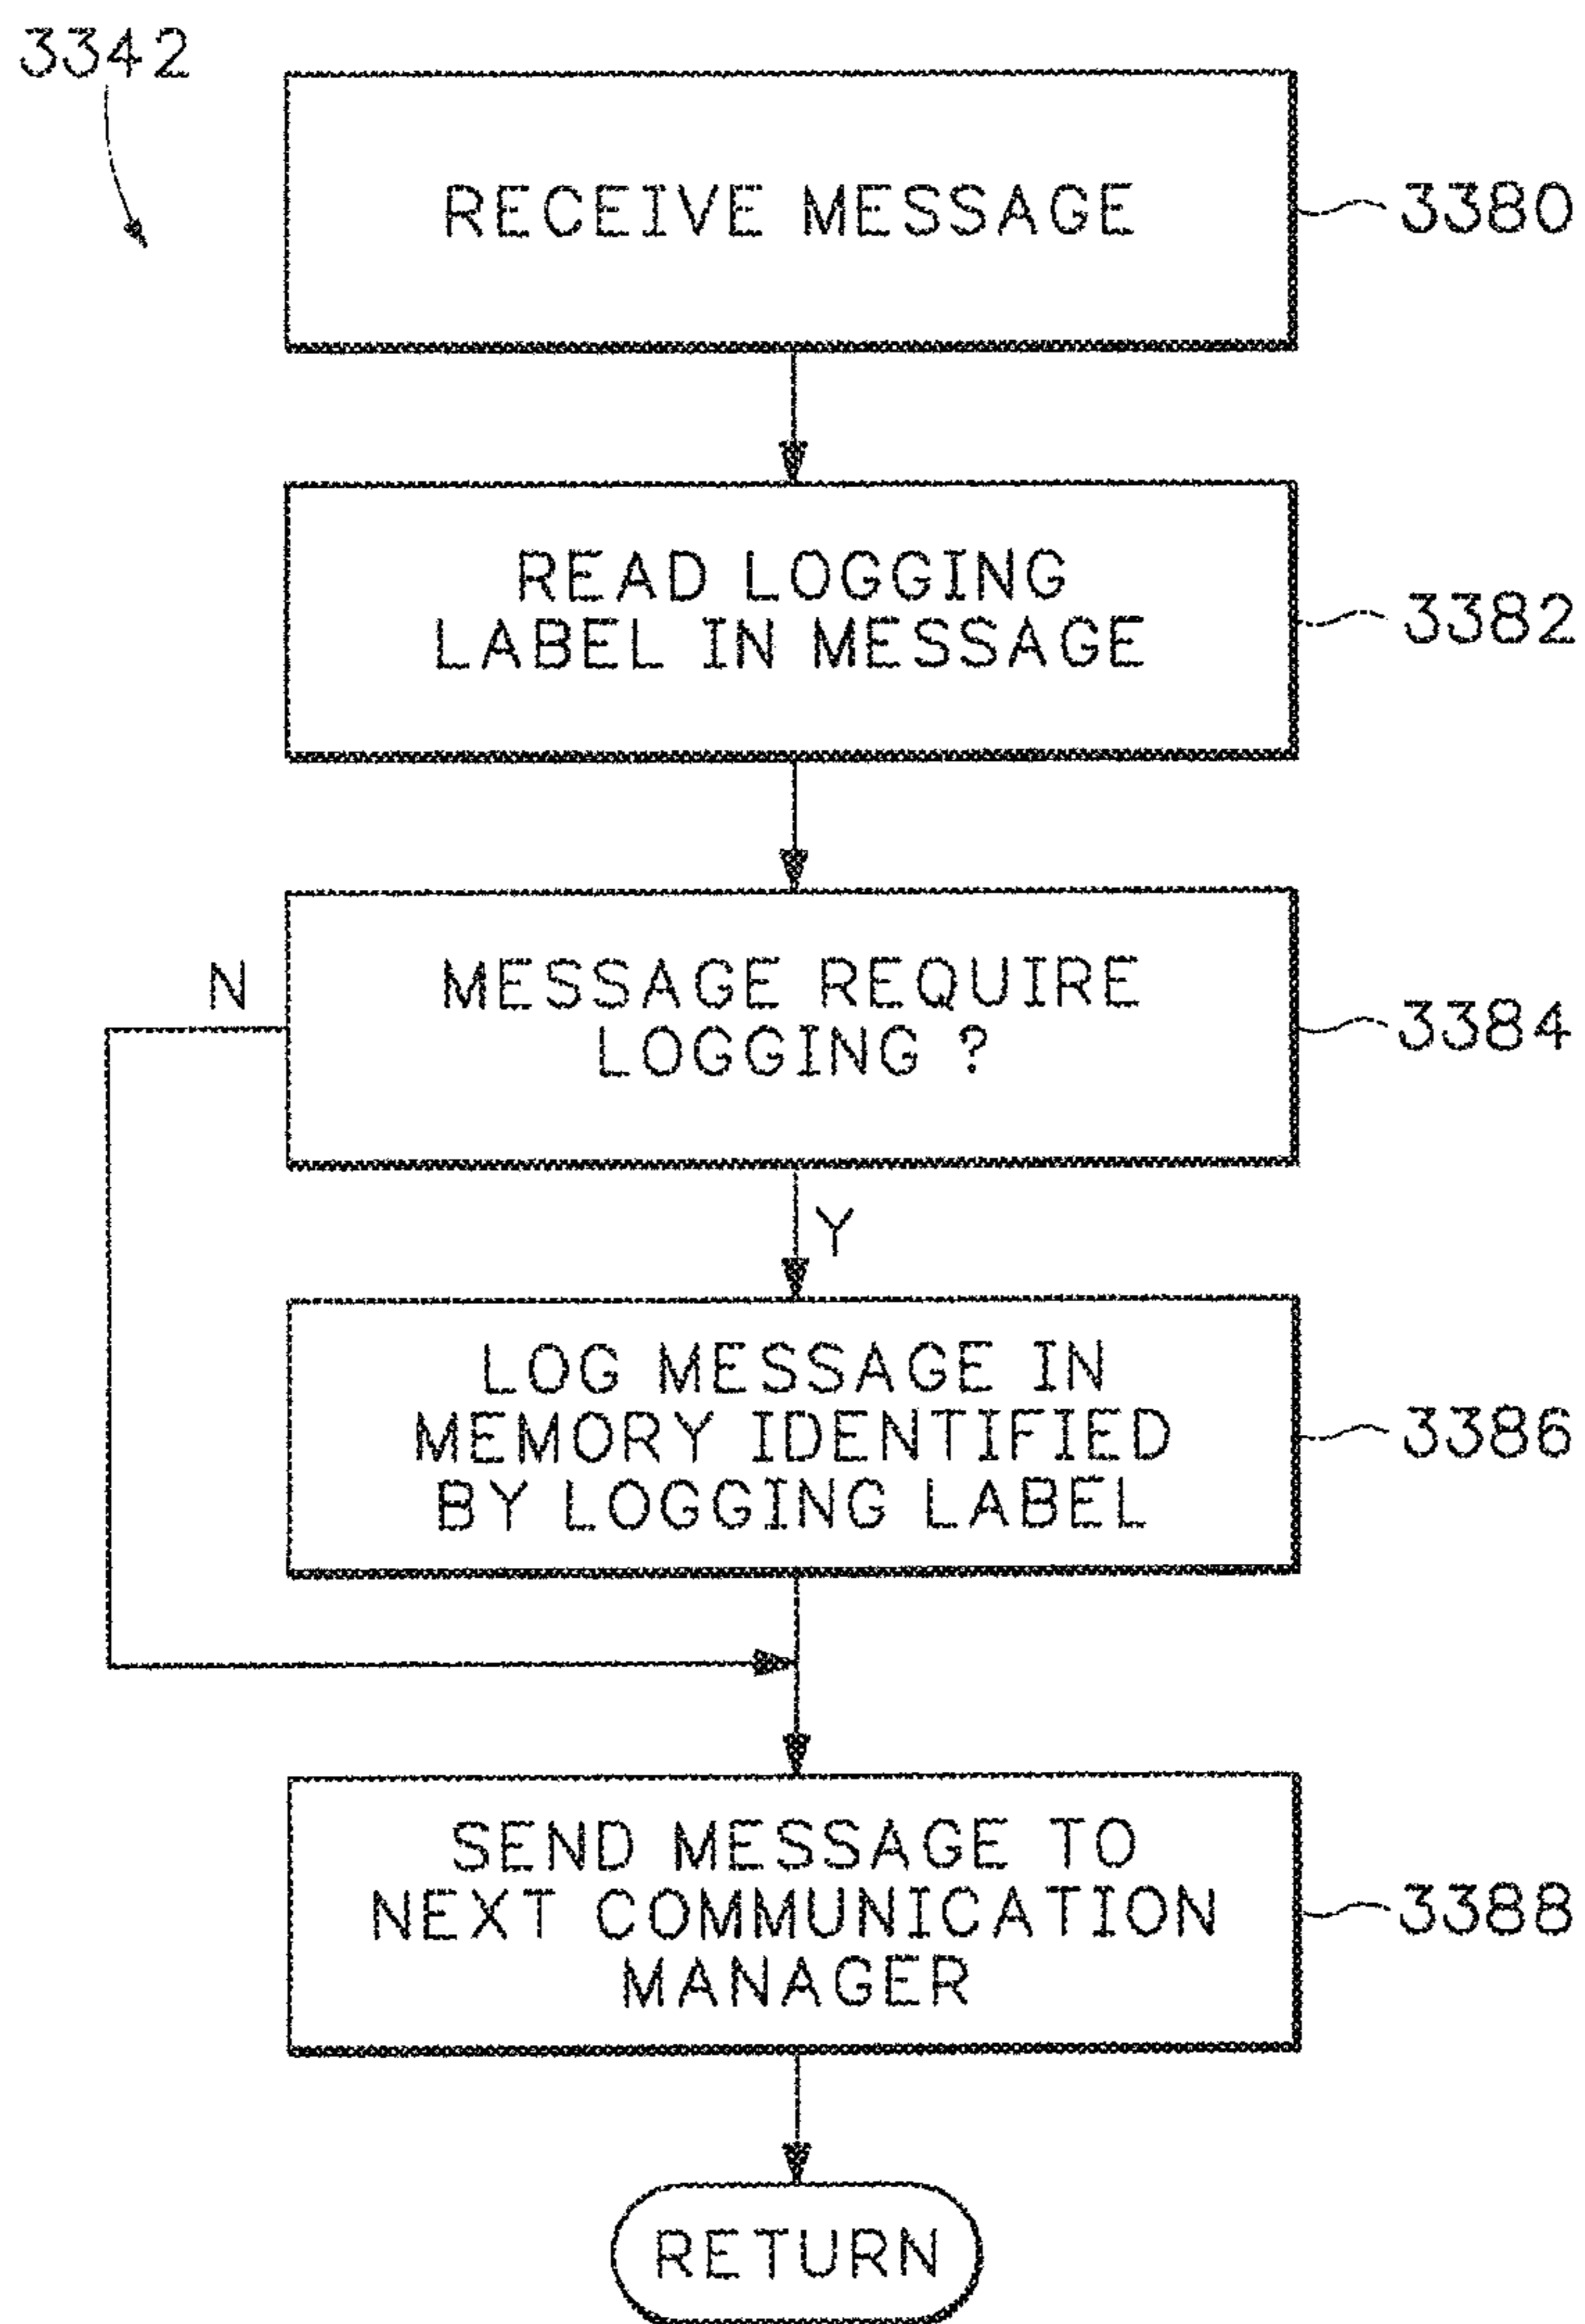 3342
RECEIVE MESSAGE
3380
READ LOGGING
LABEL IN MESSAGE
3382
MESSAGE REQUIRE
LOGGING ?
3384
N
Y
LOG MESSAGE IN
MEMORY IDENTIFIED
BY LOGGING LABEL
3386
SEND MESSAGE TO
NEXT COMMUNICATION
MANAGER
3388
RETURN